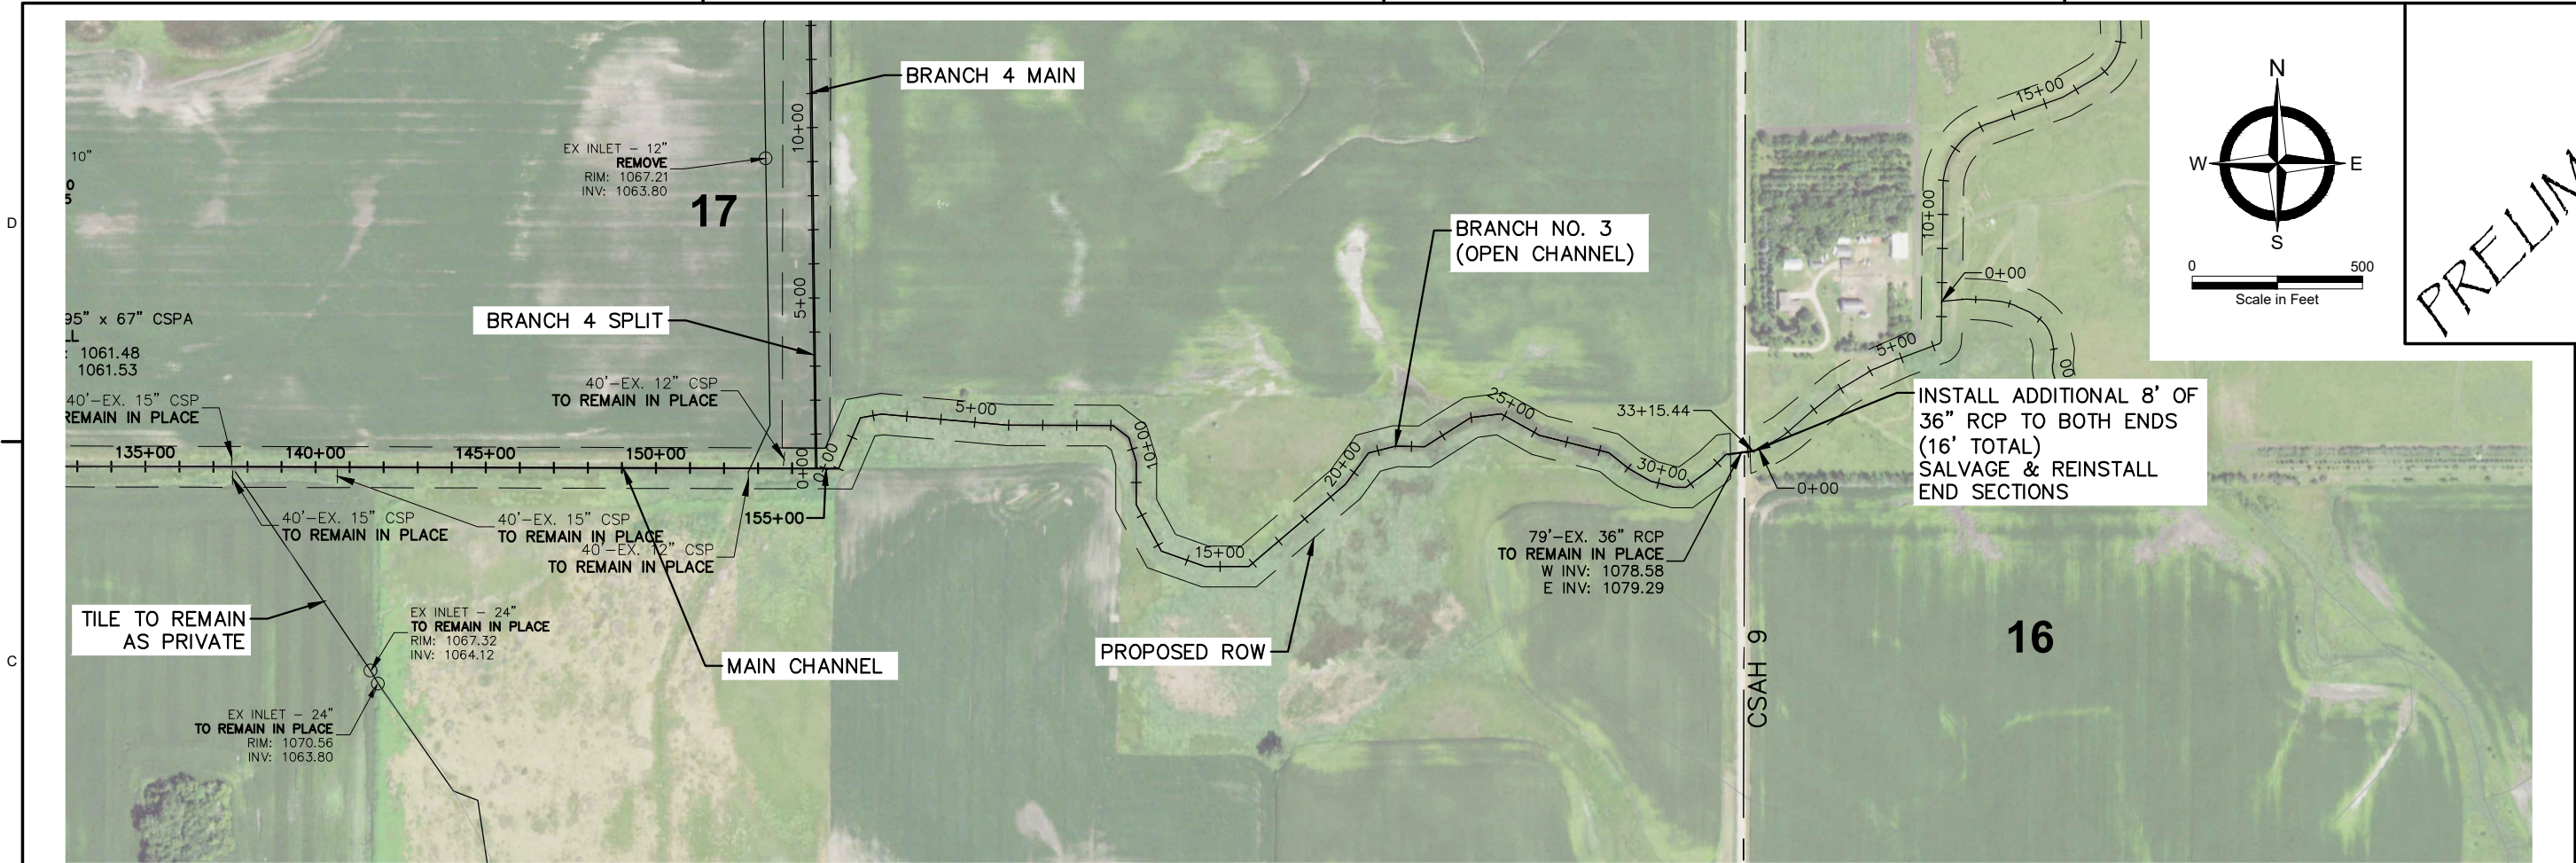 BRANCH 4 MAIN
EX INLET – 12"
REMOVE
RIM: 1067.21
INV: 1063.80
10"
0
5
17
10+00
5+00
0+00
BRANCH 4 SPLIT
95" x 67" CSPA
LL
: 1061.48
1061.53
40'–EX. 15" CSP
REMAIN IN PLACE
40'–EX. 12" CSP
TO REMAIN IN PLACE
135+00
140+00
145+00
150+00
155+00
40'–EX. 15" CSP
TO REMAIN IN PLACE
40'–EX. 15" CSP
TO REMAIN IN PLACE
40'–EX. 12" CSP
TO REMAIN IN PLACE
TILE TO REMAIN
AS PRIVATE
EX INLET – 24"
TO REMAIN IN PLACE
RIM: 1067.32
INV: 1064.12
EX INLET – 24"
TO REMAIN IN PLACE
RIM: 1070.56
INV: 1063.80
MAIN CHANNEL
0+00
5+00
10+00
15+00
20+00
25+00
30+00
33+15.44
BRANCH NO. 3
(OPEN CHANNEL)
PROPOSED ROW
79'–EX. 36" RCP
TO REMAIN IN PLACE
W INV: 1078.58
E INV: 1079.29
CSAH 9
0+00
5+00
10+00
15+00
0+00
00
INSTALL ADDITIONAL 8' OF
36" RCP TO BOTH ENDS
(16' TOTAL)
SALVAGE & REINSTALL
END SECTIONS
16
N
W
E
S
0
500
Scale in Feet
PRELIM
D
C